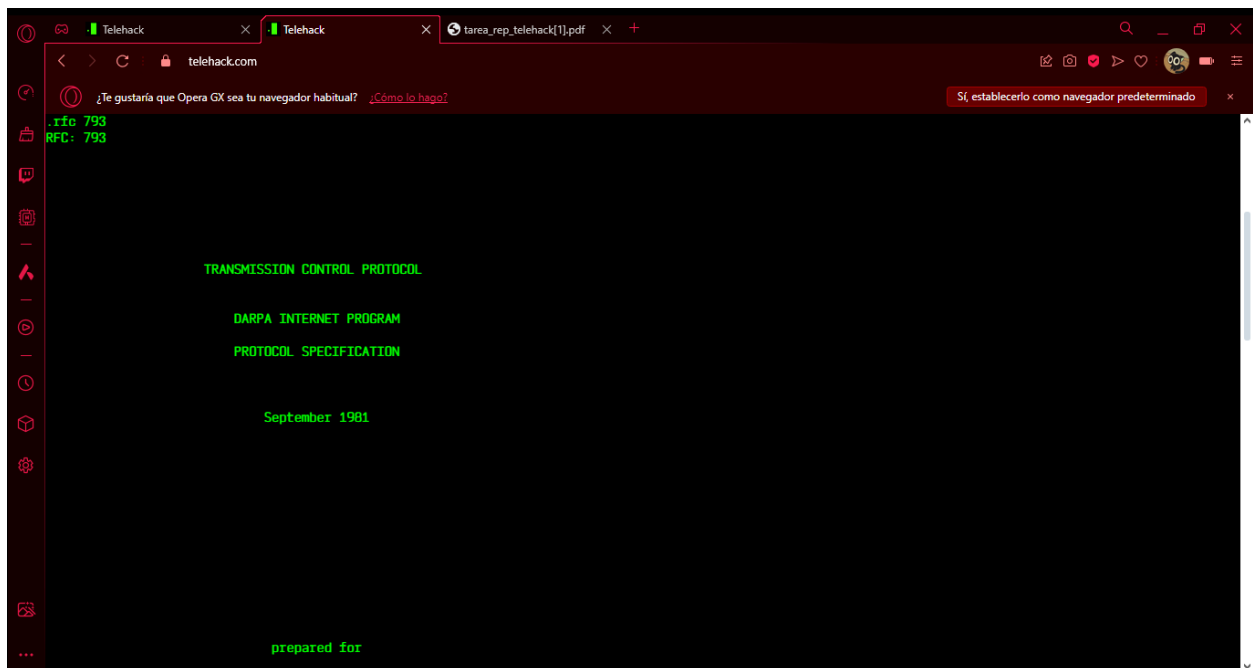 Telehack
Telehack
tarea_rep_telehack[1].pdf
telehack.com
¿Te gustaría que Opera GX sea tu navegador habitual? ¿Cómo lo hago?
Sí, establecerlo como navegador predeterminado
.rfc 793
RFC: 793
TRANSMISSION CONTROL PROTOCOL
DARPA INTERNET PROGRAM
PROTOCOL SPECIFICATION
September 1981
prepared for